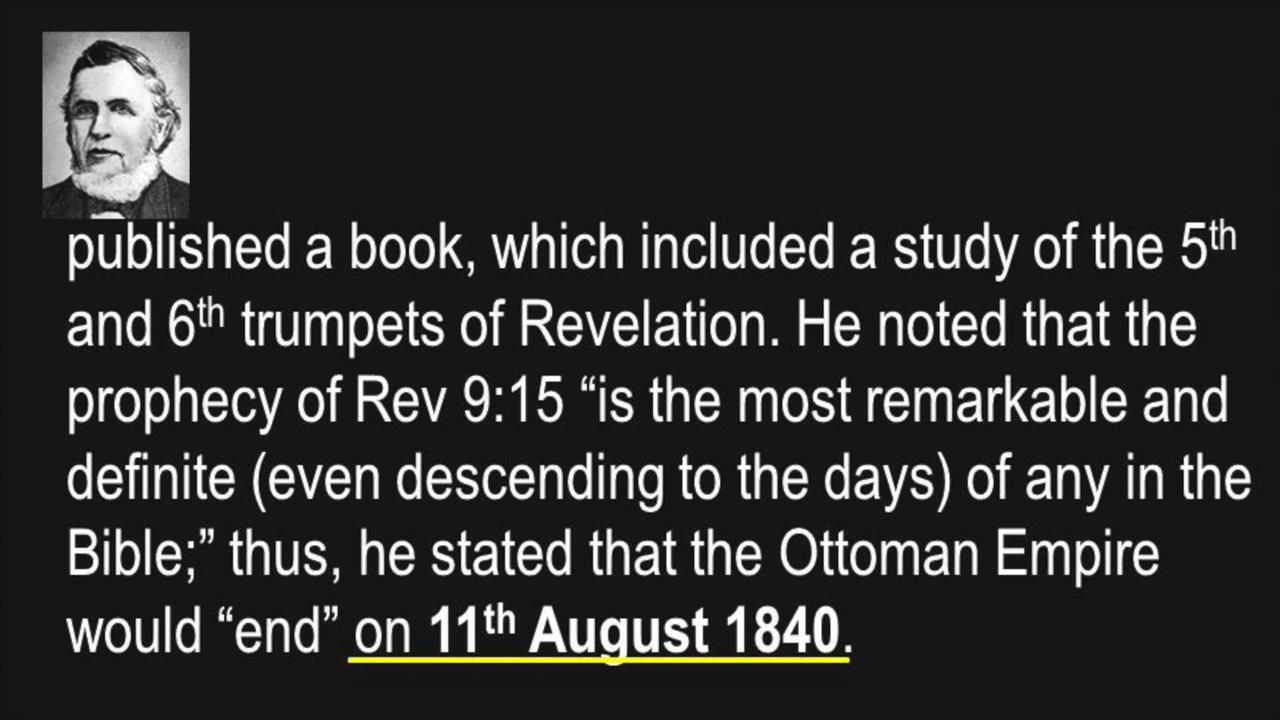 published a book, which included a study of the 5th
and 6th trumpets of Revelation. He noted that the
prophecy of Rev 9:15 “is the most remarkable and
definite (even descending to the days) of any in the
Bible;” thus, he stated that the Ottoman Empire
would “end” on 11th August 1840.